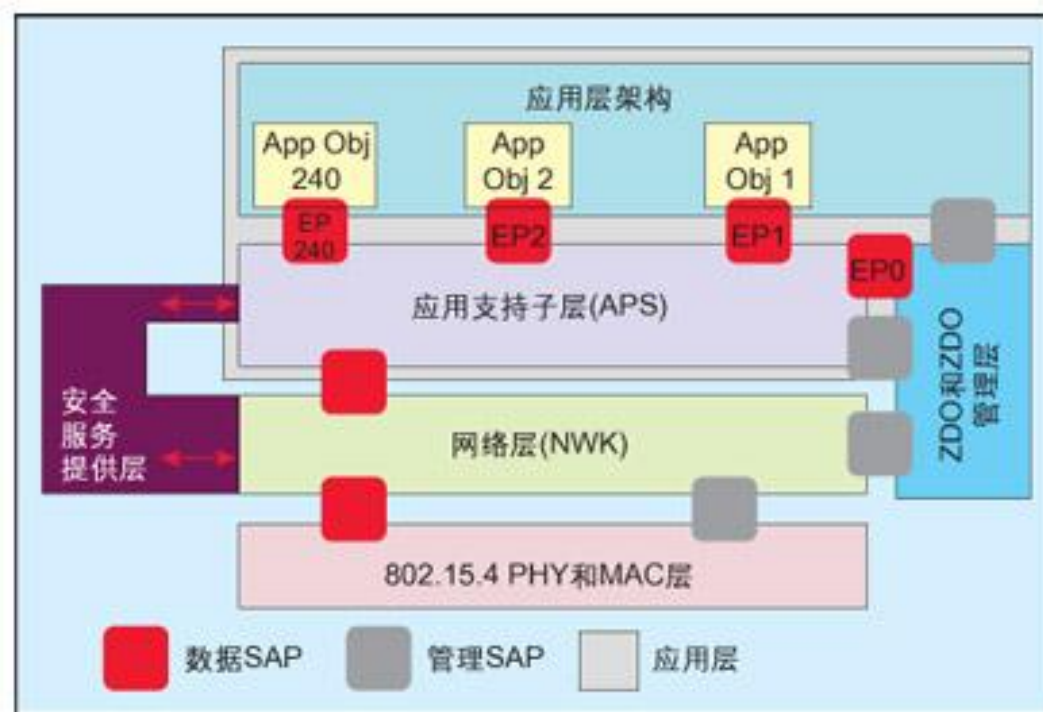 应用层架构
App Obj
240
App
Obj 2
App
Obj 1
EP
240
EP2
EP1
EP0
应用支持子层(APS)
ZDO和ZDO
管理层
安全
服务
提供层
网络层(NWK)
802.15.4 PHY和MAC层
数据SAP
管理SAP
应用层